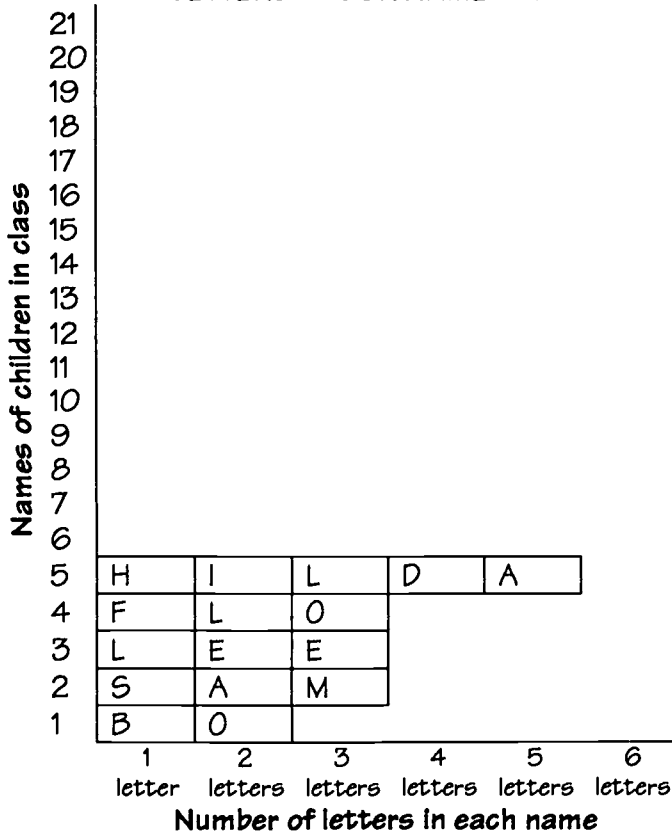 21
20
19
18
17
16
15
14
13
12
11
10
9
8
7
6
5 H I L D A
4 F L O
3 L E E
2 S A M
1 B O
Names of children in class
1 2 3 4 5 6
letter letters letters letters letters letters
Number of letters in each name